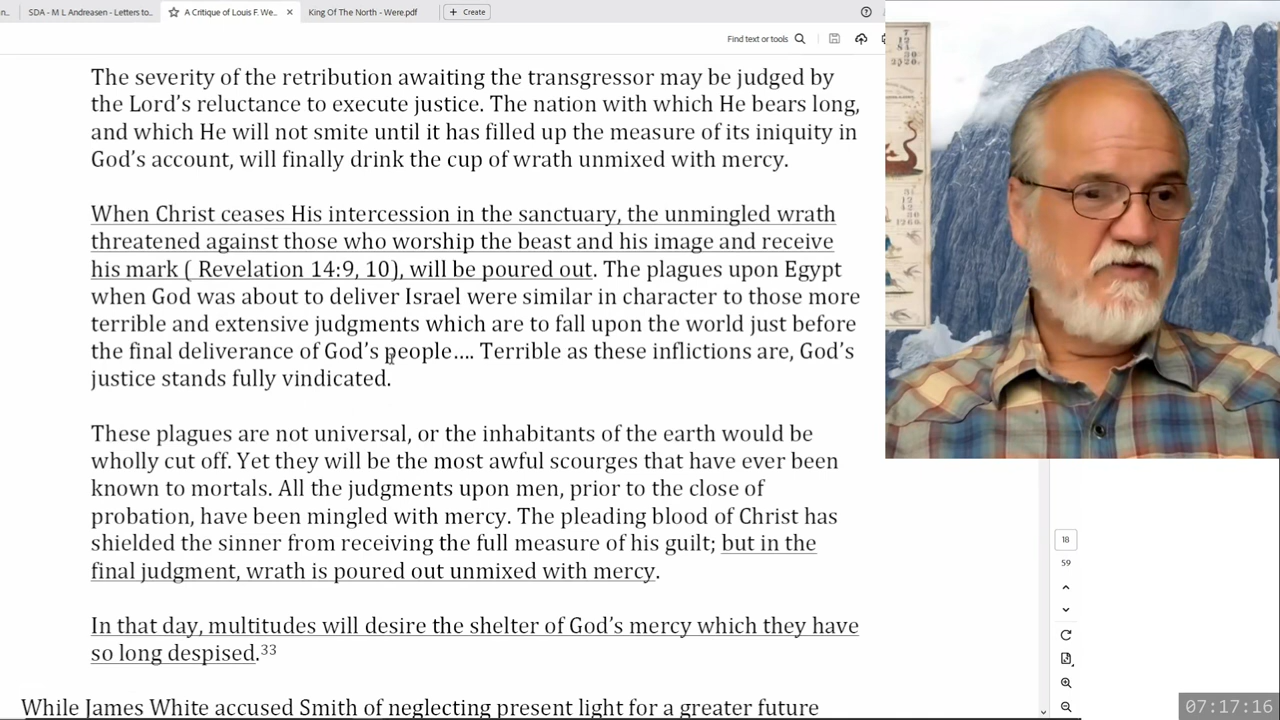 n...
SDA - M L Andreasen - Letters to...
A Critique of Louis F. We...
King Of The North - Were.pdf
Create
Find text or tools
The severity of the retribution awaiting the transgressor may be judged by
the Lord's reluctance to execute justice. The nation with which He bears long,
and which He will not smite until it has filled up the measure of its iniquity in
God's account, will finally drink the cup of wrath unmixed with mercy.
When Christ ceases His intercession in the sanctuary, the unmingled wrath
threatened against those who worship the beast and his image and receive
his mark ( Revelation 14:9, 10), will be poured out. The plagues upon Egypt
when God was about to deliver Israel were similar in character to those more
terrible and extensive judgments which are to fall upon the world just before
the final deliverance of God's people.... Terrible as these inflictions are, God's
justice stands fully vindicated.
These plagues are not universal, or the inhabitants of the earth would be
wholly cut off. Yet they will be the most awful scourges that have ever been
known to mortals. All the judgments upon men, prior to the close of
probation, have been mingled with mercy. The pleading blood of Christ has
shielded the sinner from receiving the full measure of his guilt; but in the
final judgment, wrath is poured out unmixed with mercy.
In that day, multitudes will desire the shelter of God's mercy which they have
so long despised.33
While James White accused Smith of neglecting present light for a greater future
18
59
07:17:16